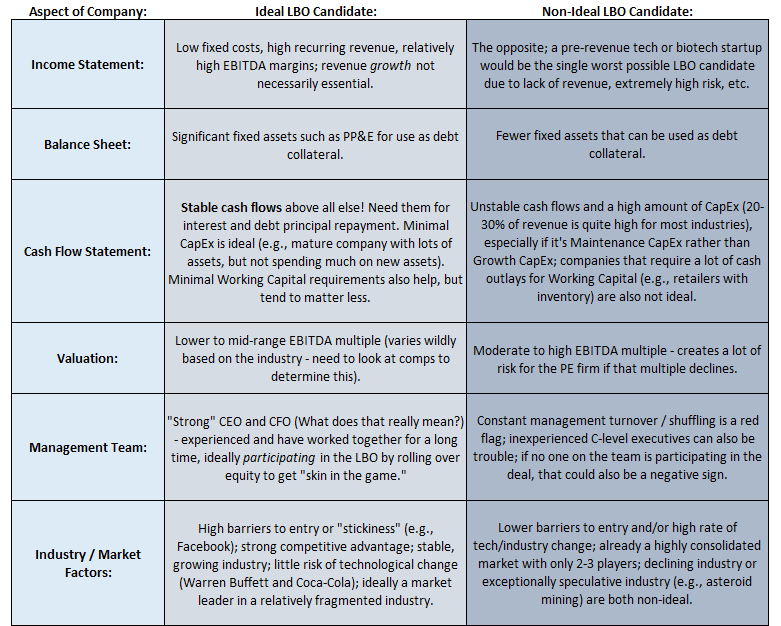 Aspect of Company:
Ideal LBO Candidate:
Non-Ideal LBO Candidate:
Income Statement:
Low fixed costs, high recurring revenue, relatively
high EBITDA margins; revenue growth not
necessarily essential.
The opposite; a pre-revenue tech or biotech startup
would be the single worst possible LBO candidate
due to lack of revenue, extremely high risk, etc.
Balance Sheet:
Significant fixed assets such as PP&E for use as debt
collateral.
Fewer fixed assets that can be used as debt
collateral.
Cash Flow Statement:
Stable cash flows above all else! Need them for
interest and debt principal repayment. Minimal
CapEx is ideal (e.g., mature company with lots of
assets, but not spending much on new assets).
Minimal Working Capital requirements also help, but
tend to matter less.
Unstable cash flows and a high amount of CapEx (20-
30% of revenue is quite high for most industries),
especially if it's Maintenance CapEx rather than
Growth CapEx; companies that require a lot of cash
outlays for Working Capital (e.g., retailers with
inventory) are also not ideal.
Valuation:
Lower to mid-range EBITDA multiple (varies wildly
based on the industry - need to look at comps to
determine this).
Moderate to high EBITDA multiple - creates a lot of
risk for the PE firm if that multiple declines.
Management Team:
"Strong" CEO and CFO (What does that really mean?)
- experienced and have worked together for a long
time, ideally participating in the LBO by rolling over
equity to get "skin in the game."
Constant management turnover / shuffling is a red
flag; inexperienced C-level executives can also be
trouble; if no one on the team is participating in the
deal, that could also be a negative sign.
Industry / Market
Factors:
High barriers to entry or "stickiness" (e.g.,
Facebook); strong competitive advantage; stable,
growing industry; little risk of technological change
(Warren Buffett and Coca-Cola); ideally a market
leader in a relatively fragmented industry.
Lower barriers to entry and/or high rate of
tech/industry change; already a highly consolidated
market with only 2-3 players; declining industry or
exceptionally speculative industry (e.g., asteroid
mining) are both non-ideal.